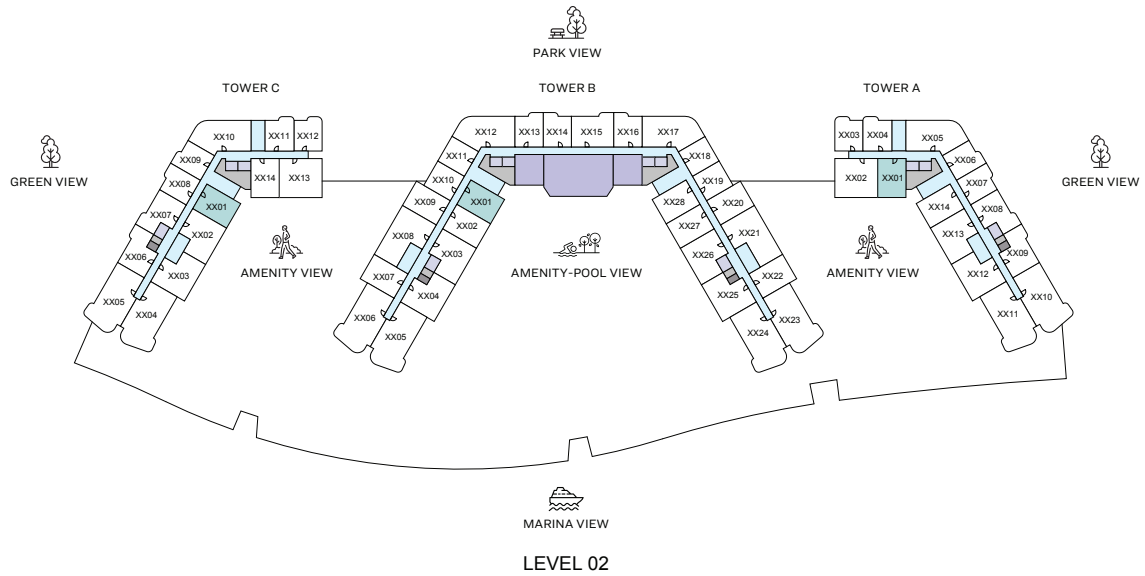 PARK VIEW
TOWER C
TOWER B
TOWER A
GREEN VIEW
GREEN VIEW
XX10
XX11
XX12
XX09
XX08
XX14
XX13
XX01
XX07
XX02
XX06
XX03
XX05
XX04
XX12
XX13
XX14
XX15
XX16
XX17
XX11
XX18
XX10
XX19
XX09
XX01
XX28
XX20
XX08
XX02
XX27
XX21
XX07
XX03
XX26
XX22
XX06
XX04
XX25
XX23
XX05
XX24
XX03
XX04
XX05
XX02
XX01
XX06
XX07
XX14
XX08
XX13
XX09
XX12
XX10
XX11
AMENITY VIEW
AMENITY-POOL VIEW
AMENITY VIEW
MARINA VIEW
LEVEL 02